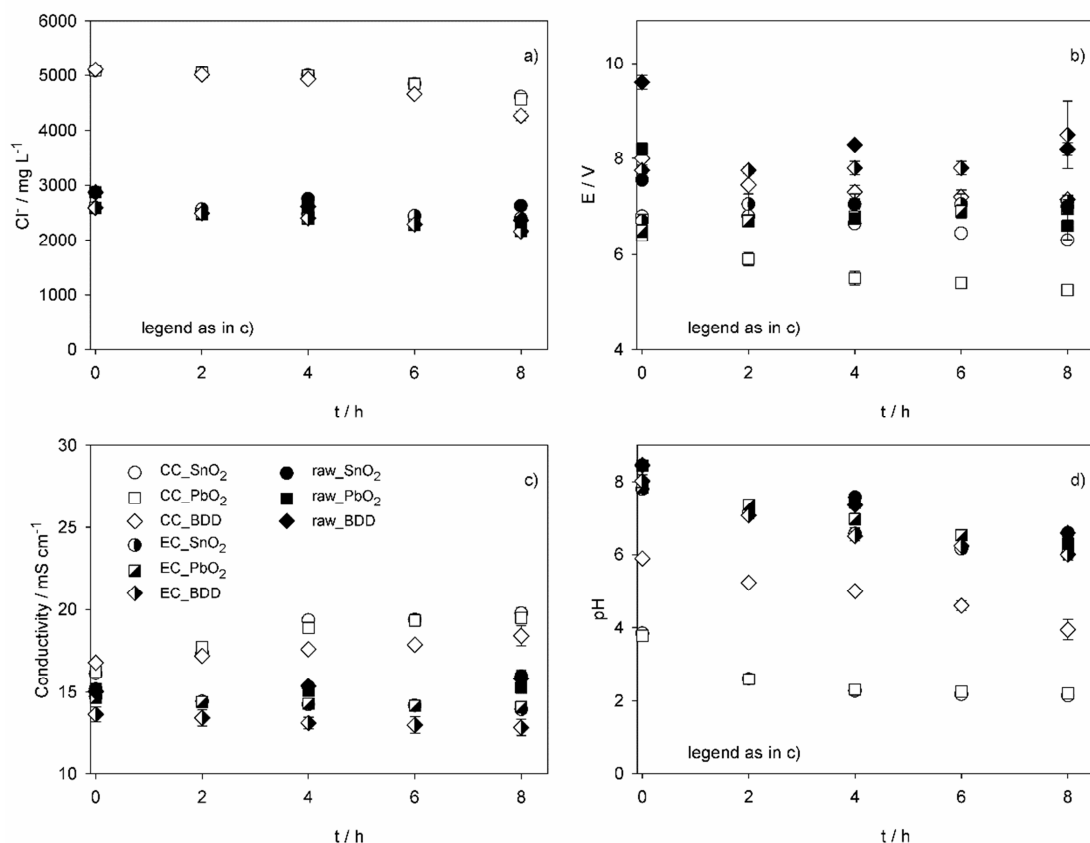 a)
6000
5000
4000
3000
2000
1000
0
Cl⁻ / mg L⁻¹
legend as in c)
0 2 4 6 8
t / h
b)
10
8
6
4
E / V
legend as in c)
0 2 4 6 8
t / h
c)
30
25
20
15
10
Conductivity / mS cm⁻¹
CC_SnO₂ raw_SnO₂
CC_PbO₂ raw_PbO₂
CC_BDD raw_BDD
EC_SnO₂
EC_PbO₂
EC_BDD
0 2 4 6 8
t / h
d)
8
6
4
2
0
pH
legend as in c)
0 2 4 6 8
t / h